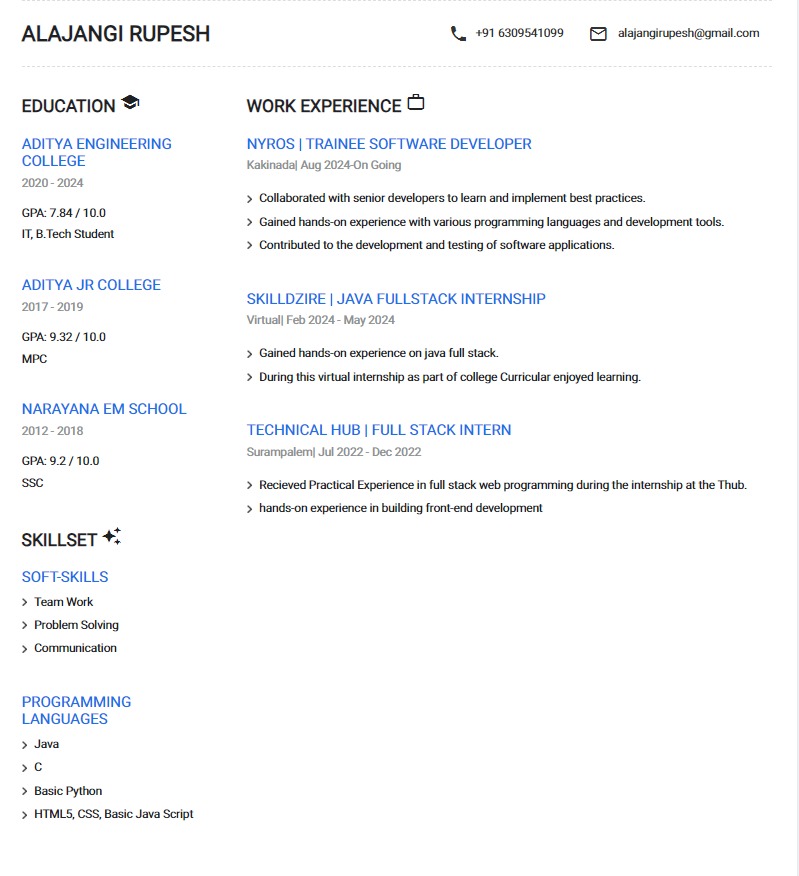 ALAJANGI RUPESH
+91 6309541099
alajangirupesh@gmail.com
EDUCATION
ADITYA ENGINEERING
COLLEGE
2020 - 2024
GPA: 7.84 / 10.0
IT, B.Tech Student
ADITYA JR COLLEGE
2017 - 2019
GPA: 9.32 / 10.0
MPC
NARAYANA EM SCHOOL
2012 - 2018
GPA: 9.2 / 10.0
SSC
SKILLSET
SOFT-SKILLS
Team Work
Problem Solving
Communication
PROGRAMMING
LANGUAGES
Java
C
Basic Python
HTML5, CSS, Basic Java Script
WORK EXPERIENCE
NYROS | TRAINEE SOFTWARE DEVELOPER
Kakinada| Aug 2024-On Going
Collaborated with senior developers to learn and implement best practices.
Gained hands-on experience with various programming languages and development tools.
Contributed to the development and testing of software applications.
SKILLDZIRE | JAVA FULLSTACK INTERNSHIP
Virtual| Feb 2024 - May 2024
Gained hands-on experience on java full stack.
During this virtual internship as part of college Curricular enjoyed learning.
TECHNICAL HUB | FULL STACK INTERN
Surampalem| Jul 2022 - Dec 2022
Recieved Practical Experience in full stack web programming during the internship at the Thub.
hands-on experience in building front-end development